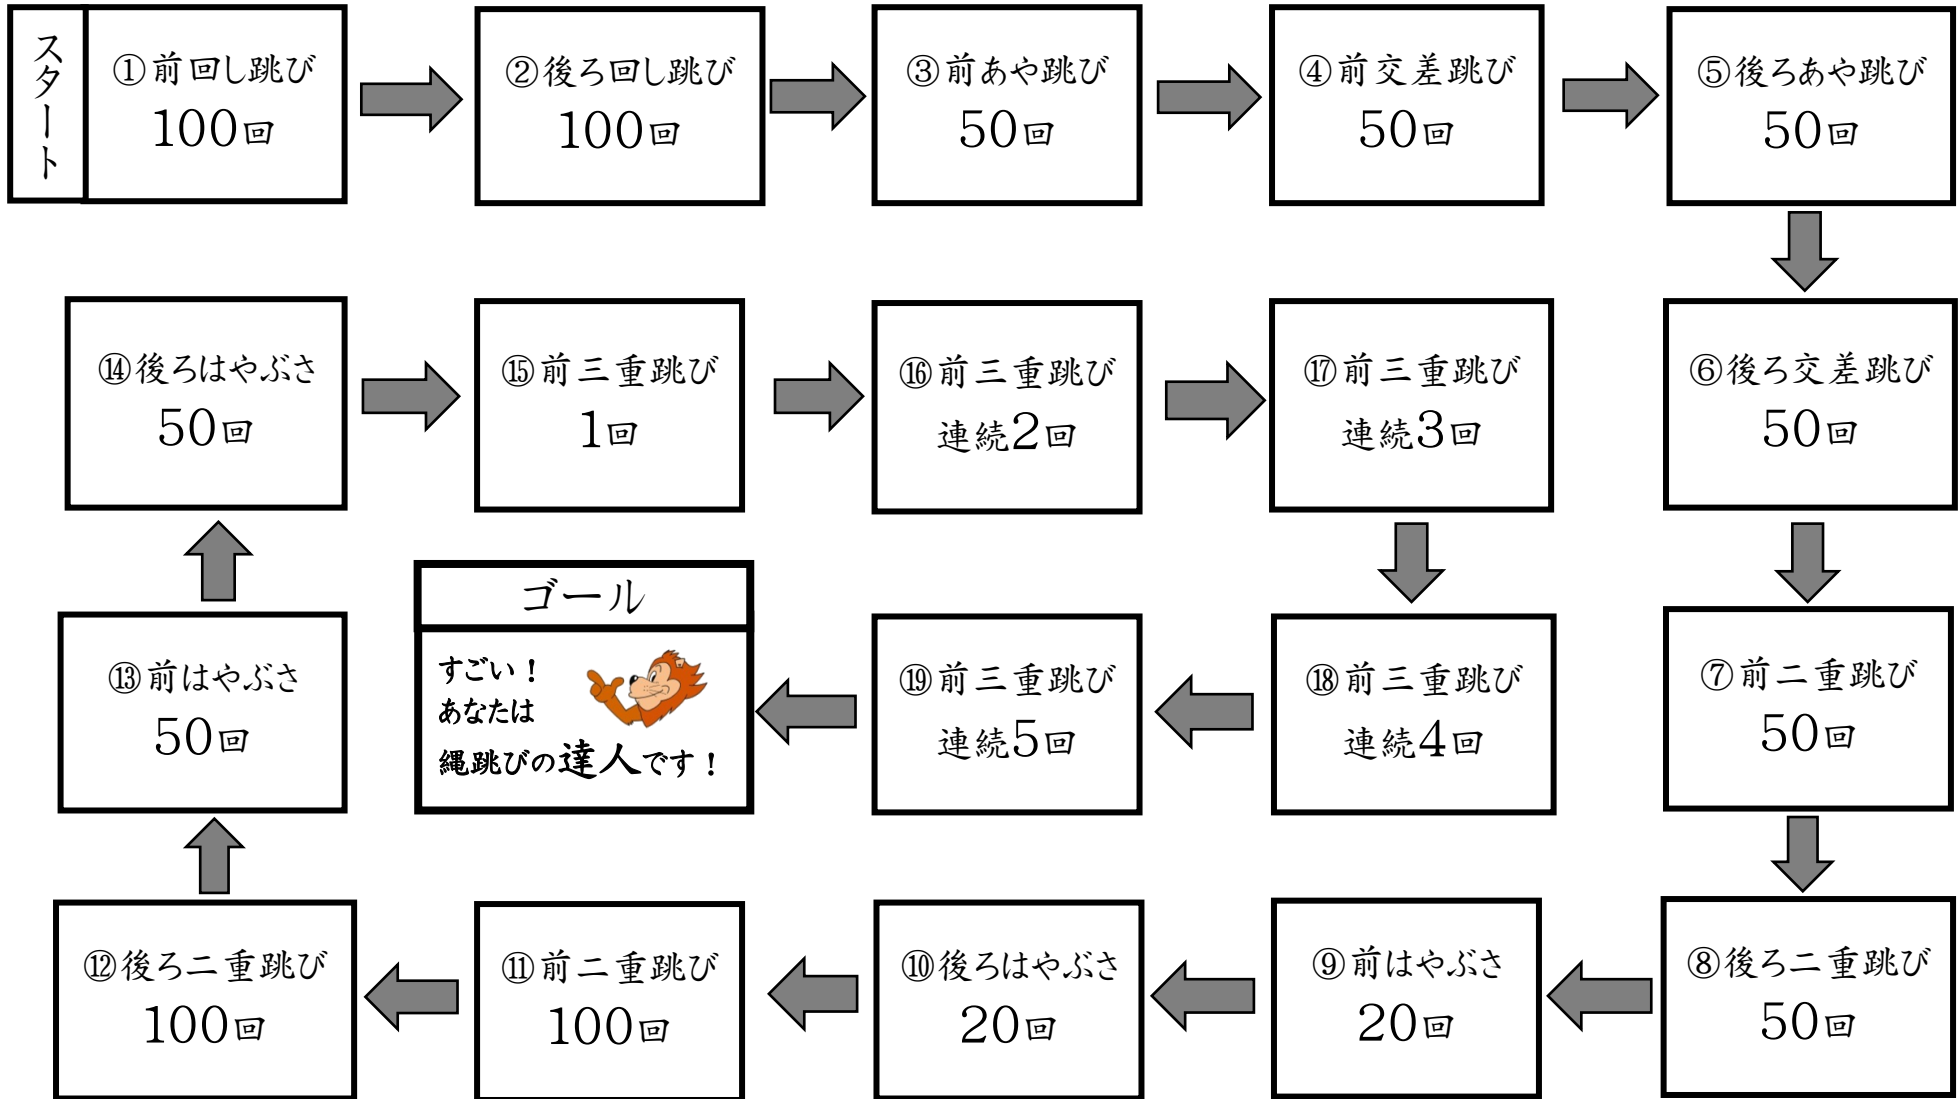 スタート
①前回し跳び
100回
②後ろ回し跳び
100回
③前あや跳び
50回
④前交差跳び
50回
⑤後ろあや跳び
50回
⑥後ろ交差跳び
50回
⑦前二重跳び
50回
⑧後ろ二重跳び
50回
⑨前はやぶさ
20回
⑩後ろはやぶさ
20回
⑪前二重跳び
100回
⑫後ろ二重跳び
100回
⑬前はやぶさ
50回
⑭後ろはやぶさ
50回
⑮前三重跳び
1回
⑯前三重跳び
連続2回
⑰前三重跳び
連続3回
⑱前三重跳び
連続4回
⑲前三重跳び
連続5回
ゴール
すごい！
あなたは
縄跳びの達人です！